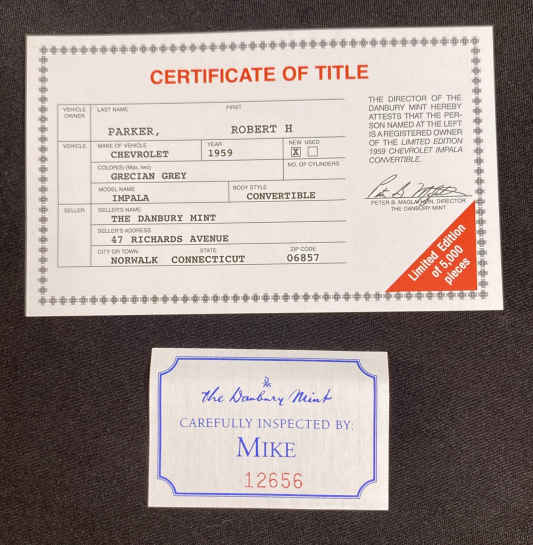 CERTIFICATE OF TITLE
VEHICLE OWNER
LAST NAME FIRST
PARKER, ROBERT H
VEHICLE
MAKE OF VEHICLE YEAR NEW USED
CHEVROLET 1959 X
COLOR(S) (Max. two) NO. OF CYLINDERS
GRECIAN GREY
MODEL NAME BODY STYLE
IMPALA CONVERTIBLE
SELLER
SELLER'S NAME
THE DANBURY MINT
SELLER'S ADDRESS
47 RICHARDS AVENUE
CITY OR TOWN STATE ZIP CODE
NORWALK CONNECTICUT 06857
THE DIRECTOR OF THE
DANBURY MINT HEREBY
ATTESTS THAT THE PER-
SON NAMED AT THE LEFT
IS A REGISTERED OWNER
OF THE LIMITED EDITION
1959 CHEVROLET IMPALA
CONVERTIBLE.
PETER B. MAGLATHLIN, DIRECTOR
THE DANBURY MINT
Limited Edition
of 5,000
pieces
the Danbury Mint
CAREFULLY INSPECTED BY:
MIKE
12656